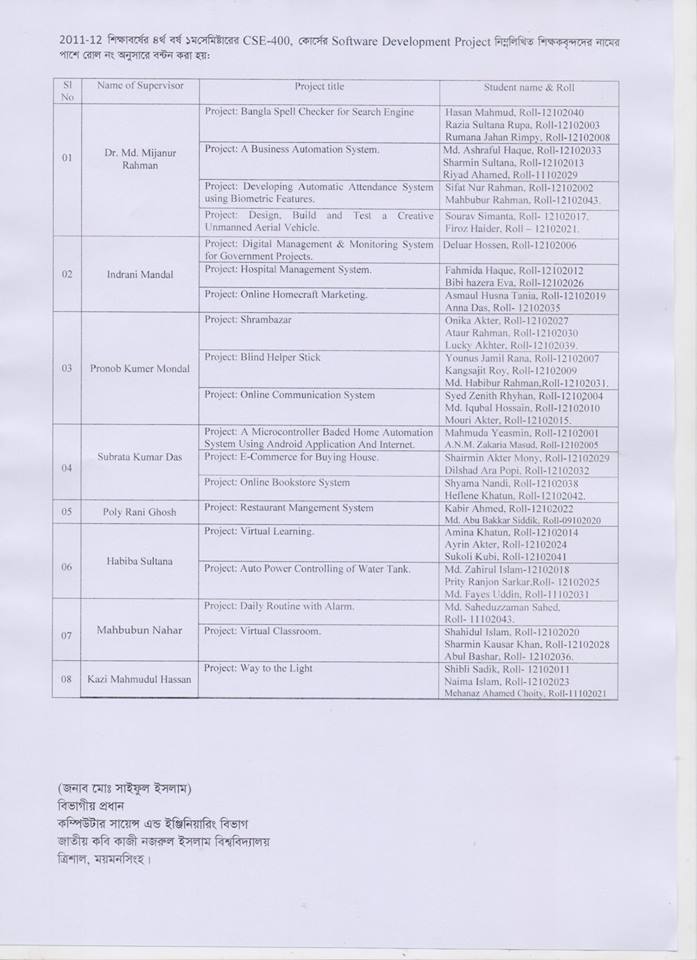 2011-12 শিক্ষাবর্ষের ৪র্থ বর্ষ ১মসেমিষ্টারের CSE-400, কোর্সের Software Development Project নিম্নলিখিত শিক্ষকবৃন্দদের নামের
পাশে রোল নং অনুসারে বন্টন করা হয়ঃ
Sl No Name of Supervisor Project title Student name & Roll
01 Dr. Md. Mijanur Rahman
Project: Bangla Spell Checker for Search Engine
Hasan Mahmud, Roll-12102040
Razia Sultana Rupa, Roll-12102003
Rumana Jahan Rimpy, Roll-12102008
Project: A Business Automation System.
Md. Ashraful Haque, Roll-12102033
Sharmin Sultana, Roll-12102013
Riyad Ahamed, Roll-11102029
Project: Developing Automatic Attendance System
using Biometric Features.
Sifat Nur Rahman, Roll-12102002
Mahbubur Rahman, Roll-12102043.
Project: Design, Build and Test a Creative
Unmanned Aerial Vehicle.
Sourav Simanta, Roll- 12102017.
Firoz Haider, Roll – 12102021.
02 Indrani Mandal
Project: Digital Management & Monitoring System
for Government Projects.
Deluar Hossen, Roll-12102006
Project: Hospital Management System.
Fahmida Haque, Roll-12102012
Bibi hazera Eva, Roll-12102026
Project: Online Homecraft Marketing.
Asmaul Husna Tania, Roll-12102019
Anna Das, Roll- 12102035
03 Pronob Kumer Mondal
Project: Shrambazar
Onika Akter, Roll-12102027
Ataur Rahman, Roll-12102030
Lucky Akhter, Roll-12102039.
Project: Blind Helper Stick
Younus Jamil Rana, Roll-12102007
Kangsajit Roy, Roll-12102009
Md. Habibur Rahman,Roll-12102031.
Project: Online Communication System
Syed Zenith Rhyhan, Roll-12102004
Md. Iqubal Hossain, Roll-12102010
Mouri Akter, Roll-12102015.
04 Subrata Kumar Das
Project: A Microcontroller Baded Home Automation
System Using Android Application And Internet.
Mahmuda Yeasmin, Roll-12102001
A.N.M. Zakaria Masud, Roll-12102005
Project: E-Commerce for Buying House.
Shairmin Akter Mony, Roll-12102029
Dilshad Ara Popi, Roll-12102032
Project: Online Bookstore System
Shyama Nandi, Roll-12102038
Heflene Khatun, Roll-12102042.
05 Poly Rani Ghosh
Project: Restaurant Mangement System
Kabir Ahmed, Roll-12102022
Md. Abu Bakkar Siddik, Roll-09102020
06 Habiba Sultana
Project: Virtual Learning.
Amina Khatun, Roll-12102014
Ayrin Akter, Roll-12102024
Sukoli Kubi, Roll-12102041
Project: Auto Power Controlling of Water Tank.
Md. Zahirul Islam-12102018
Prity Ranjon Sarkar,Roll- 12102025
Md. Fayes Uddin, Roll-11102031
07 Mahbubun Nahar
Project: Daily Routine with Alarm.
Md. Saheduzzaman Sahed,
Roll- 11102043.
Project: Virtual Classroom.
Shahidul Islam, Roll-12102020
Sharmin Kausar Khan, Roll-12102028
Abul Bashar, Roll- 12102036.
08 Kazi Mahmudul Hassan
Project: Way to the Light
Shibli Sadik, Roll- 12102011
Naima Islam, Roll-12102023
Mehanaz Ahamed Choity, Roll-11102021
(জনাব মোঃ সাইফুল ইসলাম)
বিভাগীয় প্রধান
কম্পিউটার সায়েন্স এন্ড ইঞ্জিনিয়ারিং বিভাগ
জাতীয় কবি কাজী নজরুল ইসলাম বিশ্ববিদ্যালয়
ত্রিশাল, ময়মনসিংহ।